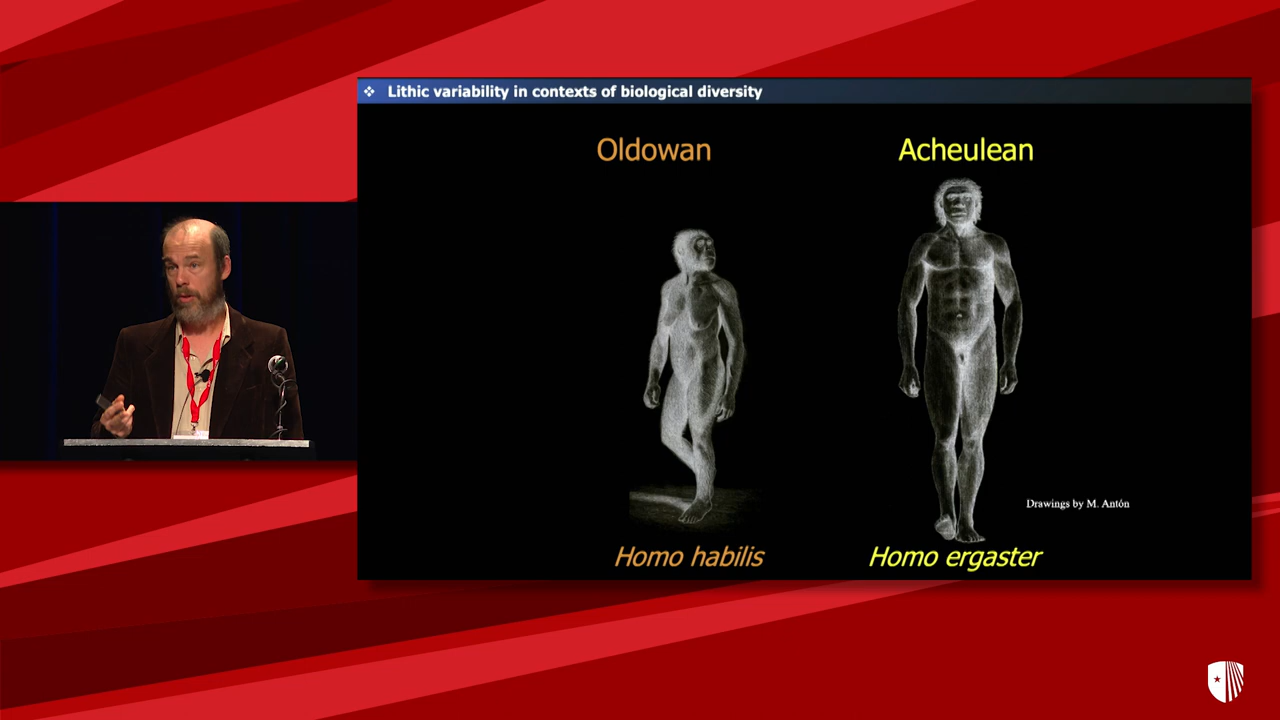 ❖ Lithic variability in contexts of biological diversity
Oldowan
Acheulean
Drawings by M. Antón
Homo habilis
Homo ergaster